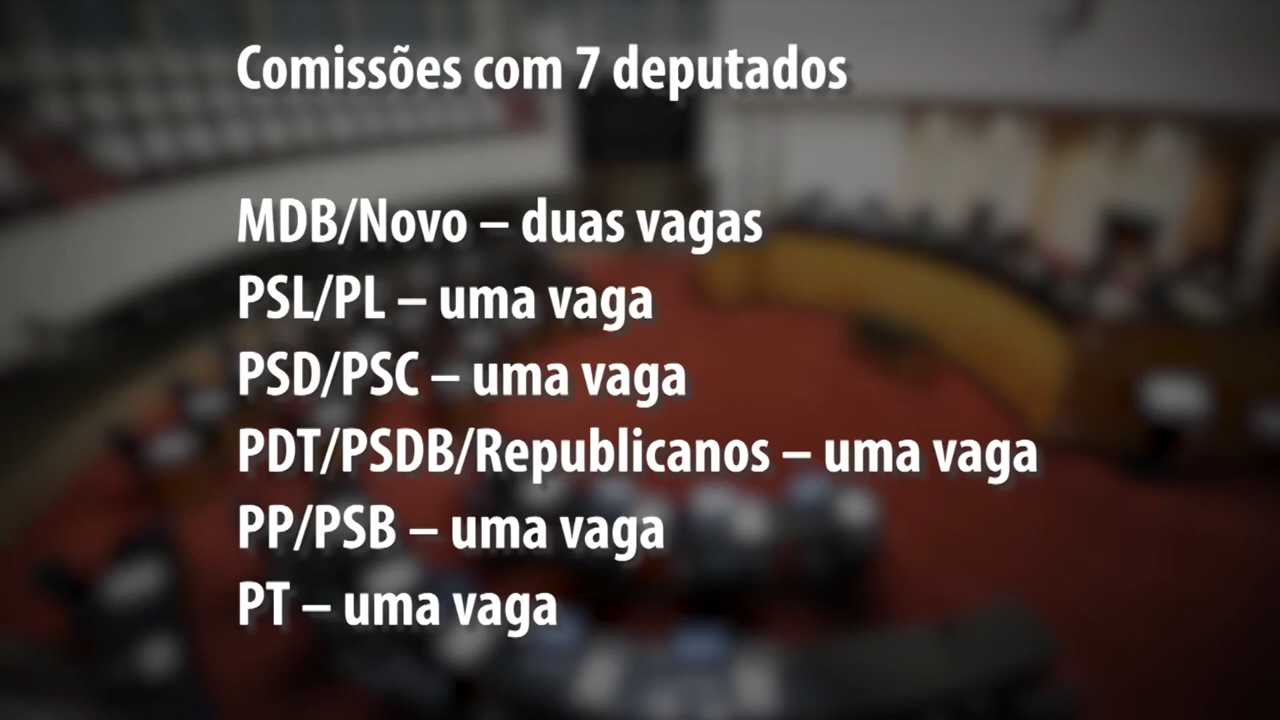 Comissões com 7 deputados
MDB/Novo – duas vagas
PSL/PL – uma vaga
PSD/PSC – uma vaga
PDT/PSDB/Republicanos – uma vaga
PP/PSB – uma vaga
PT – uma vaga